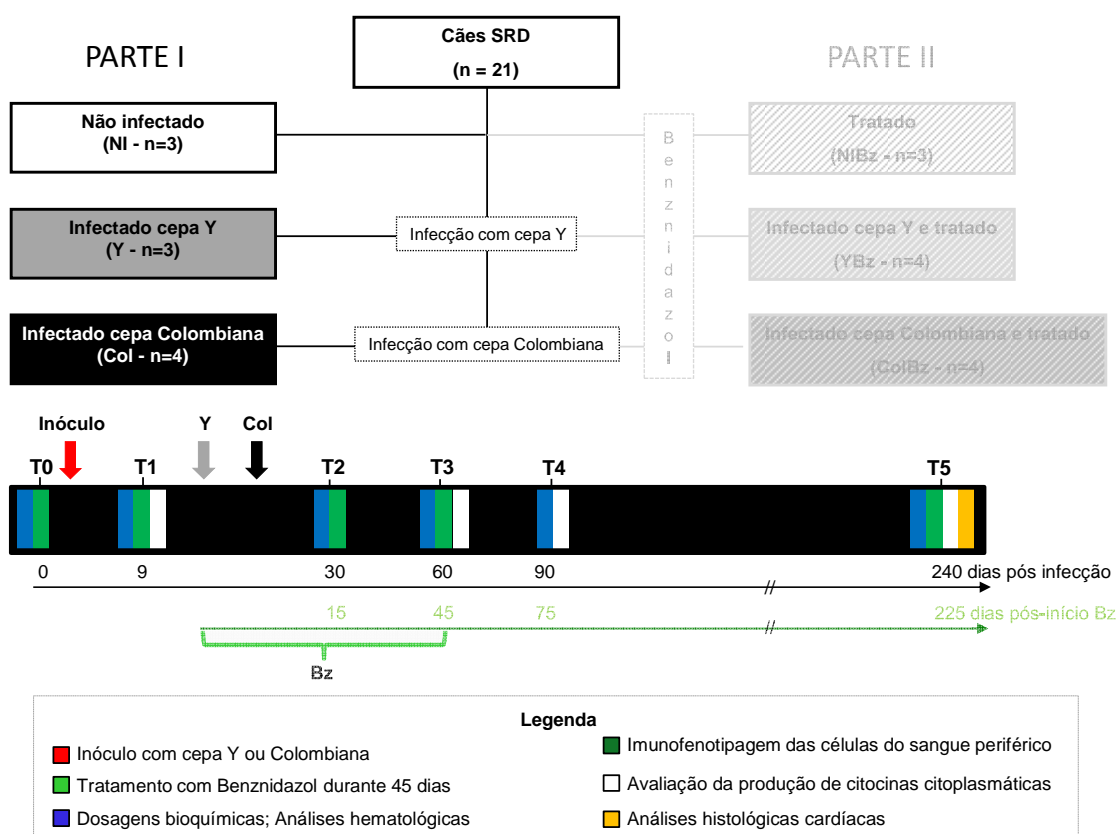 PARTE I
Cães SRD
(n = 21)
PARTE II
Não infectado
(NI - n=3)
Benznidazol
Tratado
(NIBz - n=3)
Infectado cepa Y
(Y - n=3)
Infecção com cepa Y
Infectado cepa Y e tratado
(YBz - n=4)
Infectado cepa Colombiana
(Col - n=4)
Infecção com cepa Colombiana
Infectado cepa Colombiana e tratado
(ColBz - n=4)
Inóculo Y Col
T0 T1 T2 T3 T4 T5
0 9 30 60 90 240 dias pós infecção
//
15 45 75 225 dias pós-início Bz
//
Bz
Legenda
Inóculo com cepa Y ou Colombiana
Tratamento com Benznidazol durante 45 dias
Dosagens bioquímicas; Análises hematológicas
Imunofenotipagem das células do sangue periférico
Avaliação da produção de citocinas citoplasmáticas
Análises histológicas cardíacas